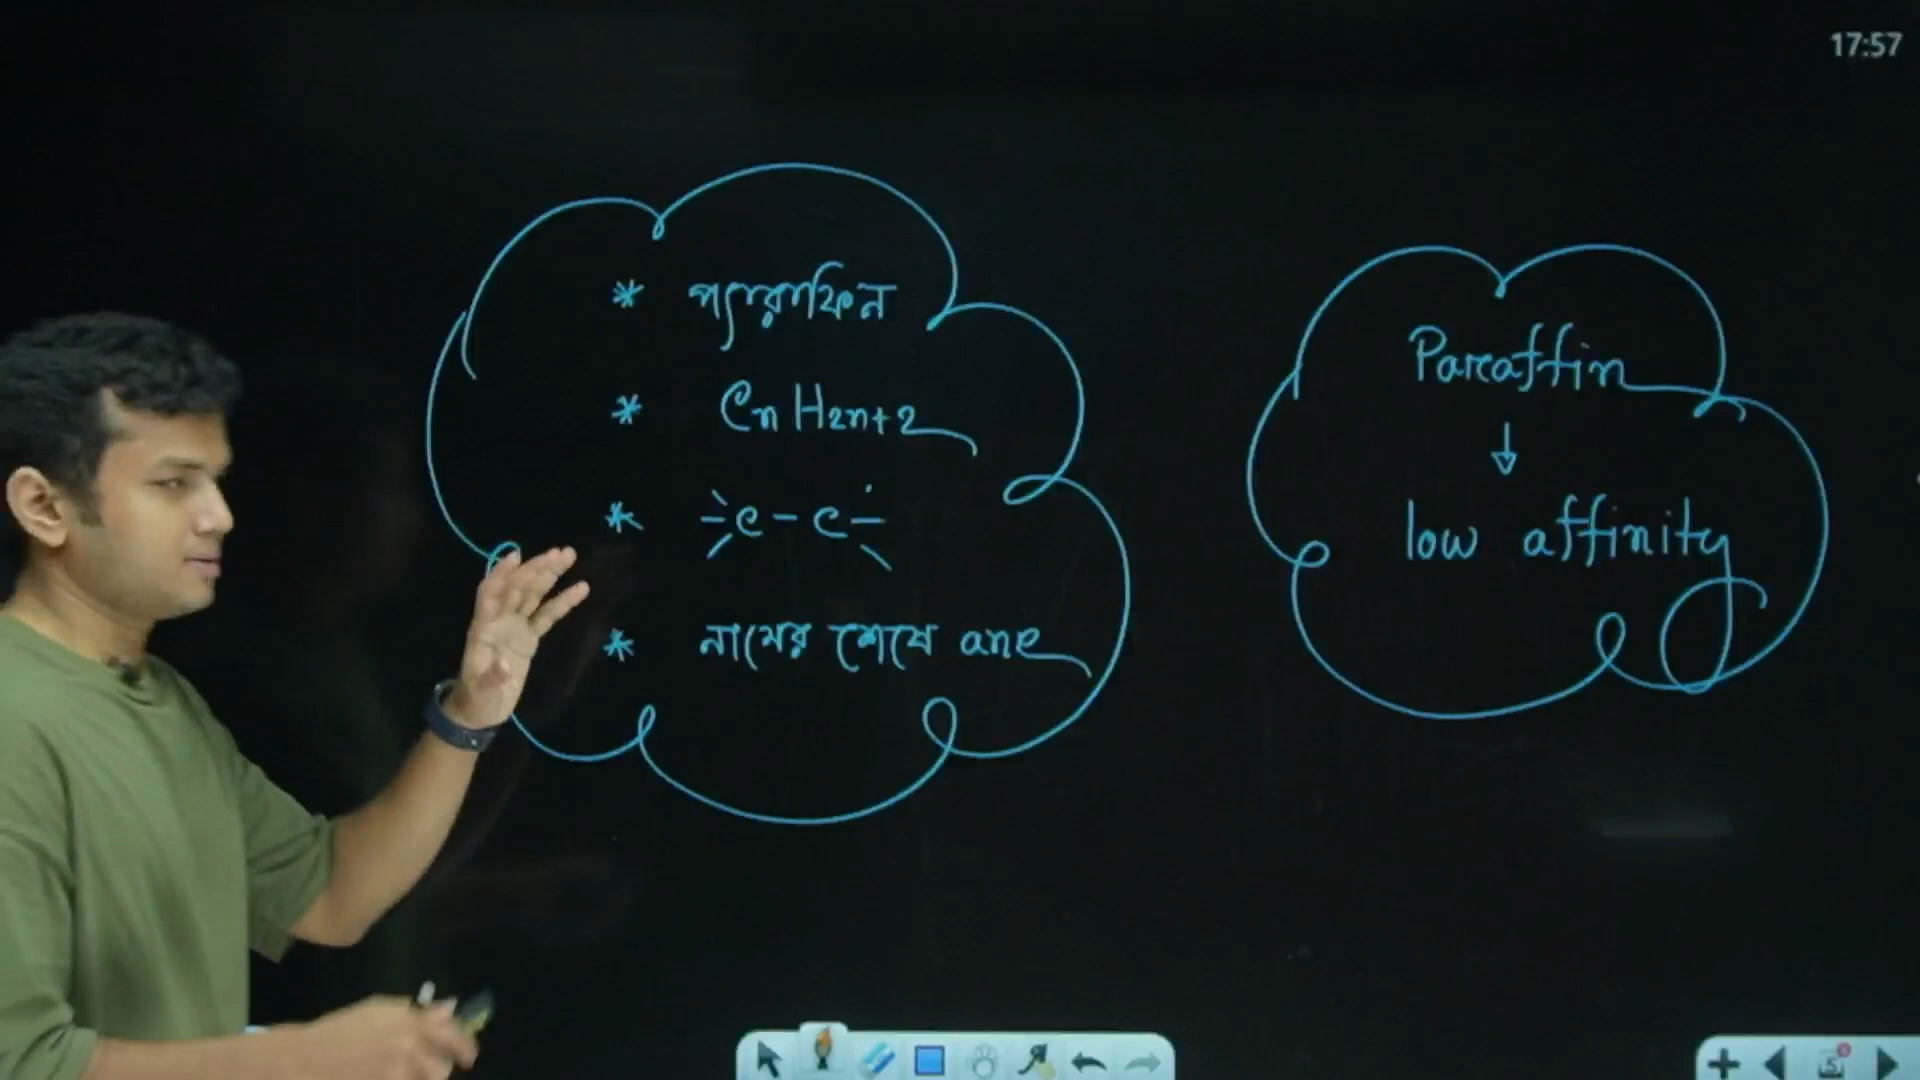 17:57
* প্যারাফিন
* CnH2n+2
* -C-C-
* নামের শেষে ane
Paraffin
↓
low affinity